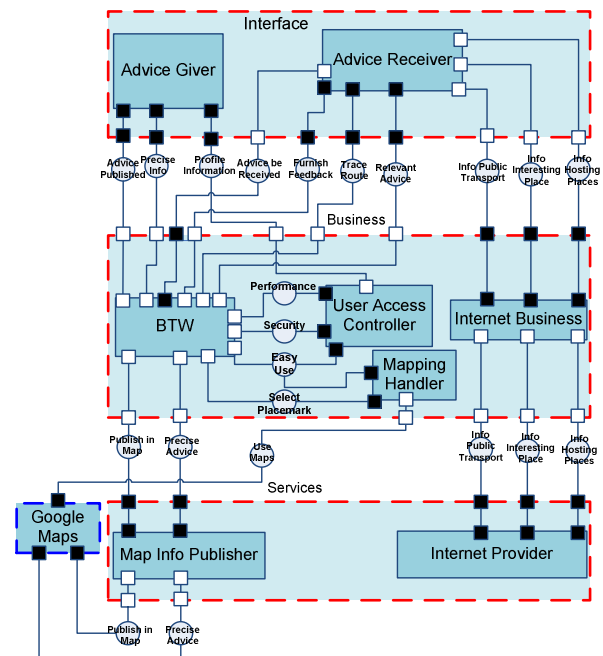 Interface
Advice Giver
Advice Receiver
Advice
Published
Precise
Info
Profile
Information
Advice be
Received
Furnish
Feedback
Trace
Route
Relevant
Advice
Info Public
Transport
Info
Interesting
Place
Info
Hosting
Places
Business
BTW
Performance
Security
Easy
Use
Select
Placemark
User Access
Controller
Mapping
Handler
Internet Business
Publish in
Map
Precise
Advice
Use
Maps
Info
Public
Transport
Info
Interesting
Place
Info
Hosting
Places
Services
Google
Maps
Map Info Publisher
Internet Provider
Publish in
Map
Precise
Advice